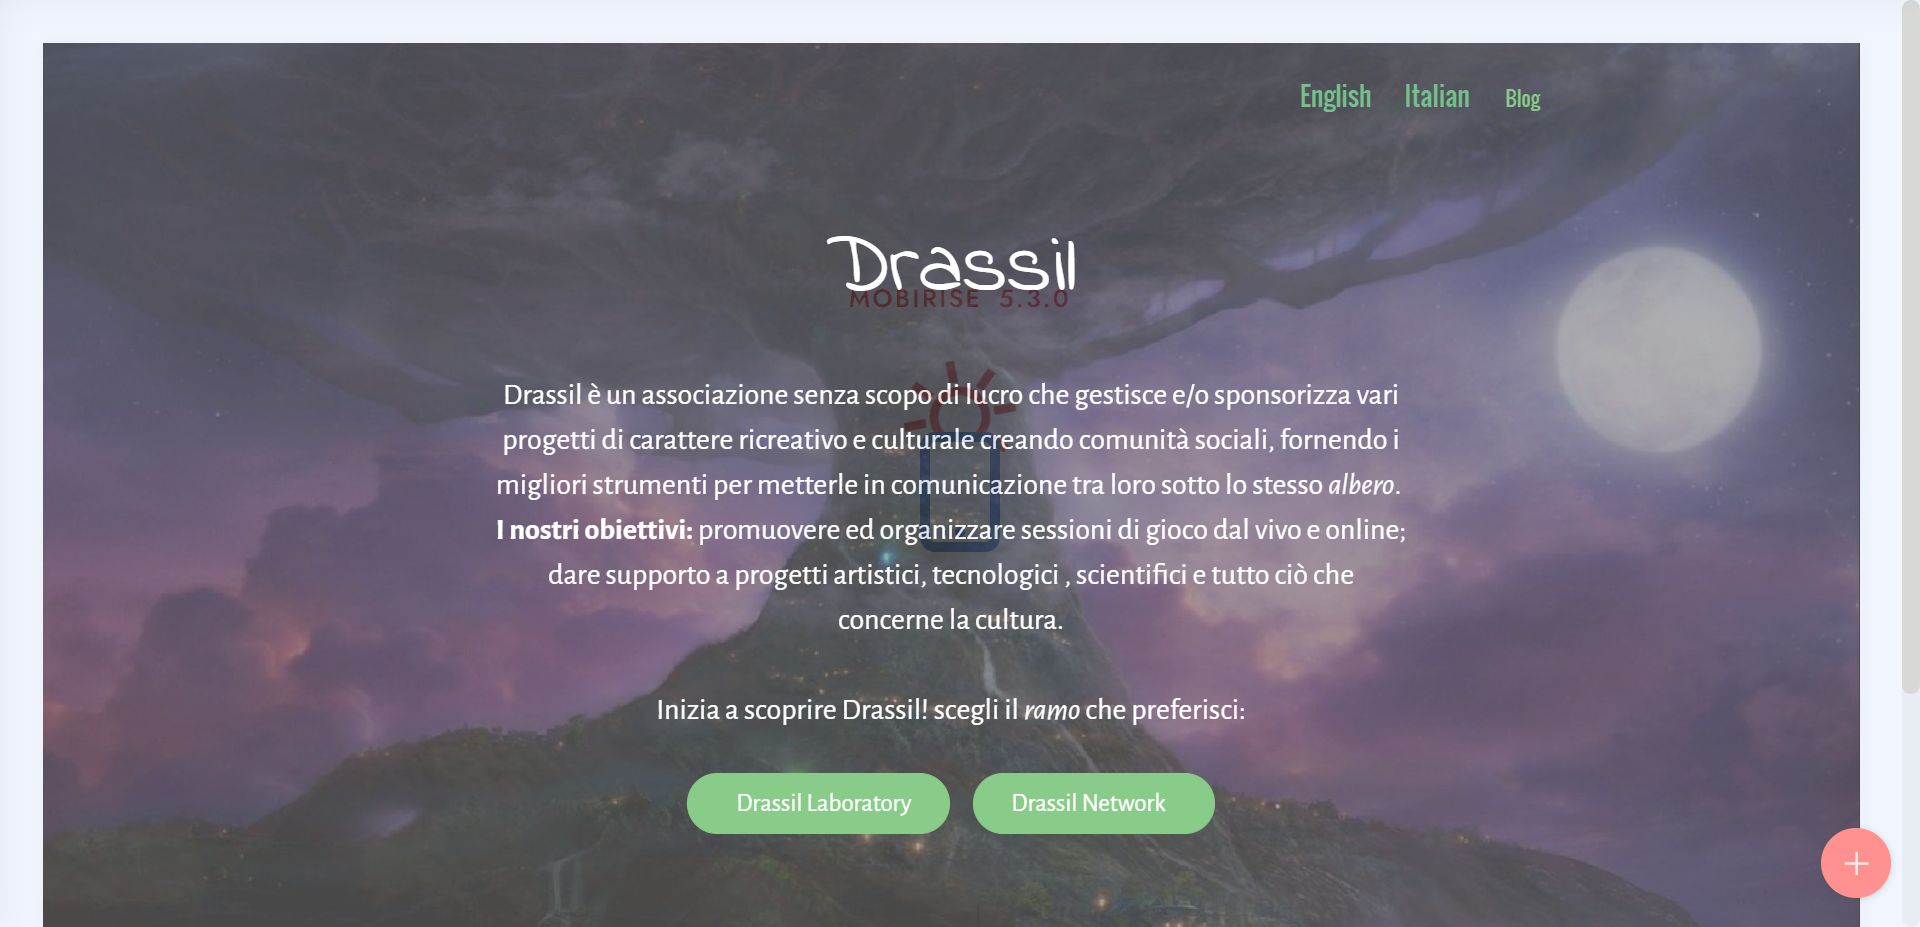 English Italian Blog
Drassil
MOBIRISE 5.3.0
Drassil è un associazione senza scopo di lucro che gestisce e/o sponsorizza vari
progetti di carattere ricreativo e culturale creando comunità sociali, fornendo i
migliori strumenti per metterle in comunicazione tra loro sotto lo stesso albero.
I nostri obiettivi: promuovere ed organizzare sessioni di gioco dal vivo e online;
dare supporto a progetti artistici, tecnologici , scientifici e tutto ciò che
concerne la cultura.
Inizia a scoprire Drassil! scegli il ramo che preferisci:
Drassil Laboratory Drassil Network